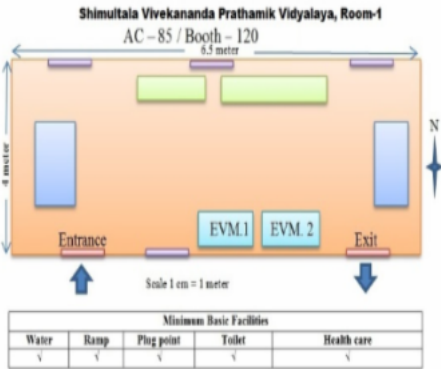 Shimultala Vivekananda Prathamik Vidyalaya, Room-1
AC – 85 / Booth – 120
6.5 meter
4 meter
N
EVM.1 EVM. 2
Entrance Exit
Scale 1 cm = 1 meter
Minimum Basic Facilities
Water Ramp Plug point Toilet Health care
√ √ √ √ √